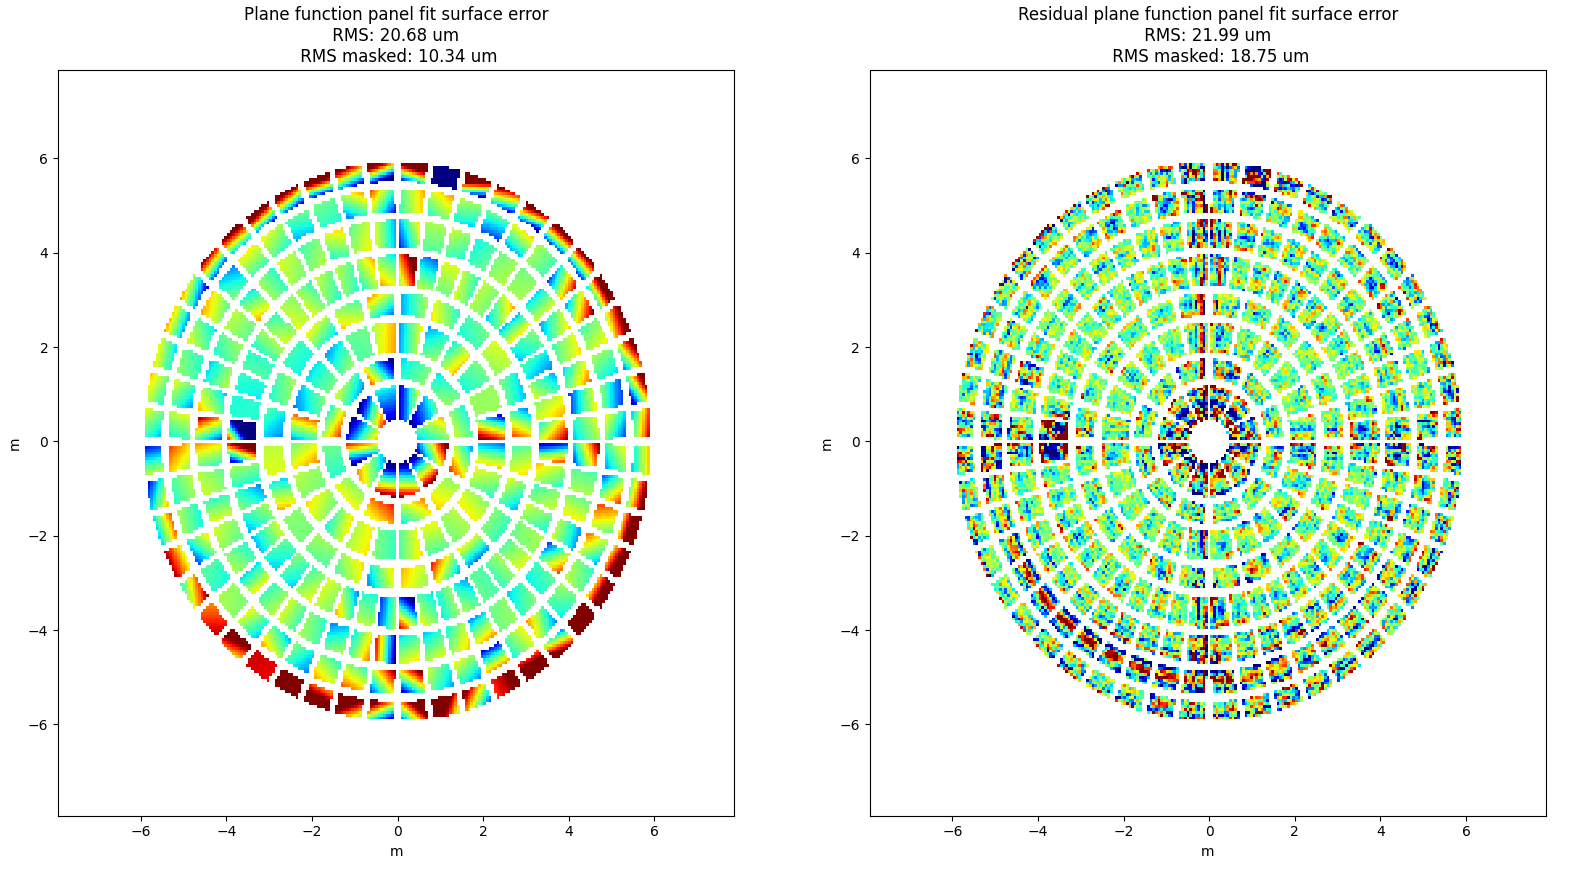 Plane function panel fit surface error
RMS: 20.68 um
RMS masked: 10.34 um
6
4
2
0
−2
−4
−6
m
−6 −4 −2 0 2 4 6
m
Residual plane function panel fit surface error
RMS: 21.99 um
RMS masked: 18.75 um
6
4
2
0
−2
−4
−6
m
−6 −4 −2 0 2 4 6
m